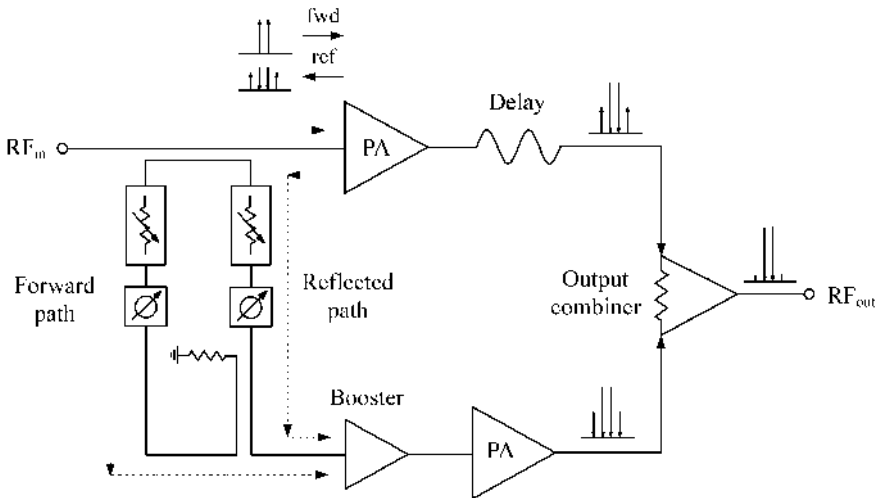 fwd
ref
Delay
RFin
PA
Forward
path
Reflected
path
Output
combiner
RFout
Booster
PA